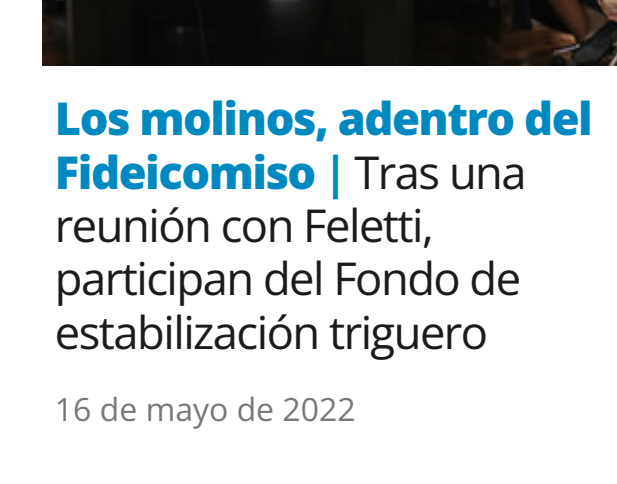 Los molinos, adentro del
Fideicomiso | Tras una
reunión con Feletti,
participan del Fondo de
estabilización triguero
16 de mayo de 2022